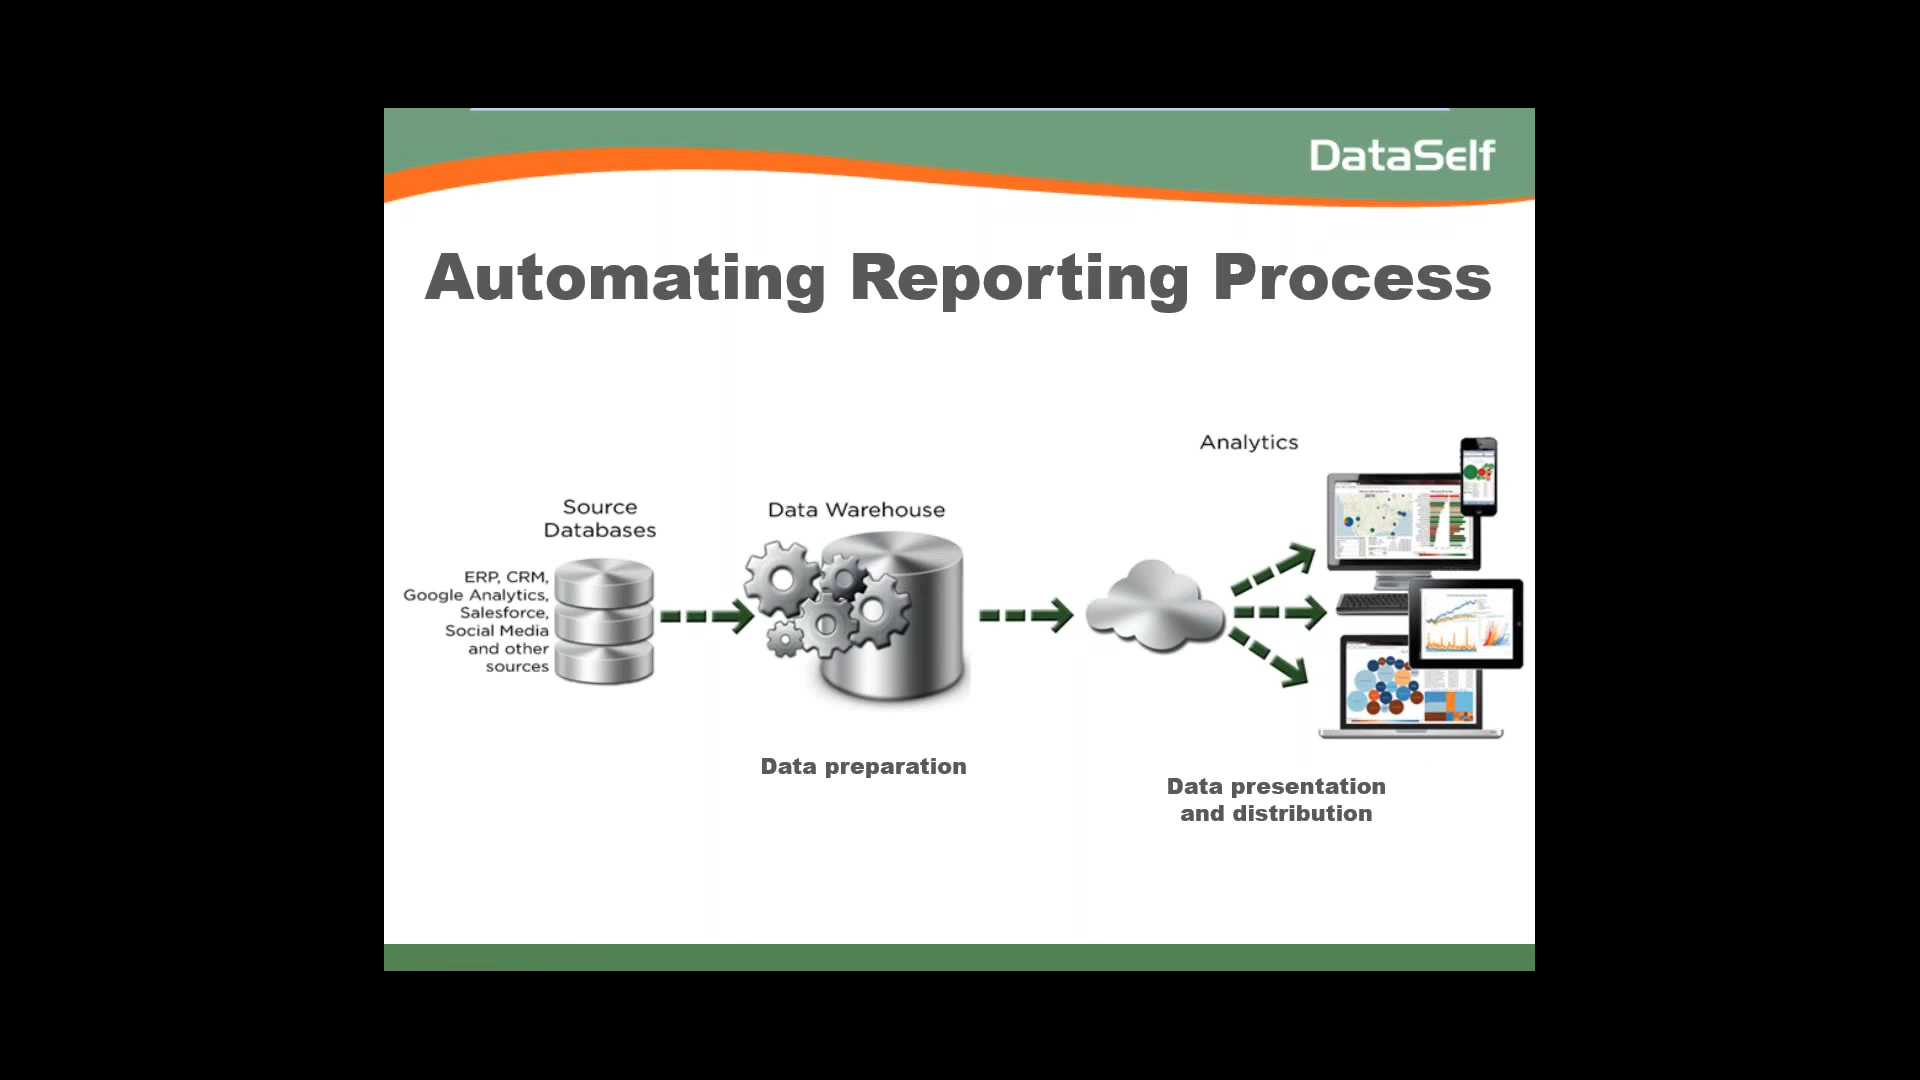 DataSelf
Automating Reporting Process
Analytics
Source
Databases
Data Warehouse
ERP, CRM,
Google Analytics,
Salesforce,
Social Media
and other
sources
Data preparation
Data presentation
and distribution